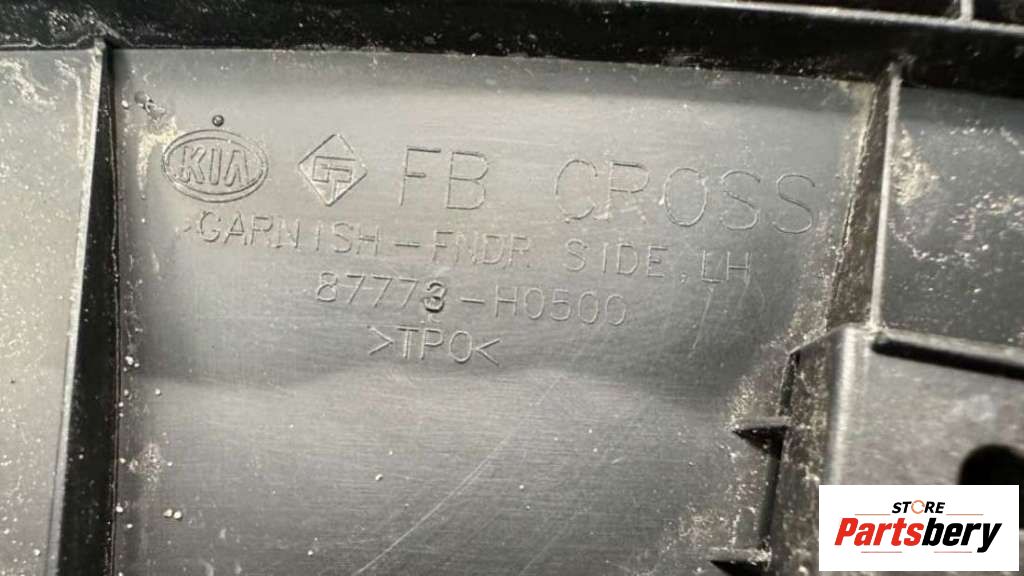 KIA FB CROSS
GARNISH-FNDR SIDE,LH
87773-H0500
>TPO<
STORE
Partsbery